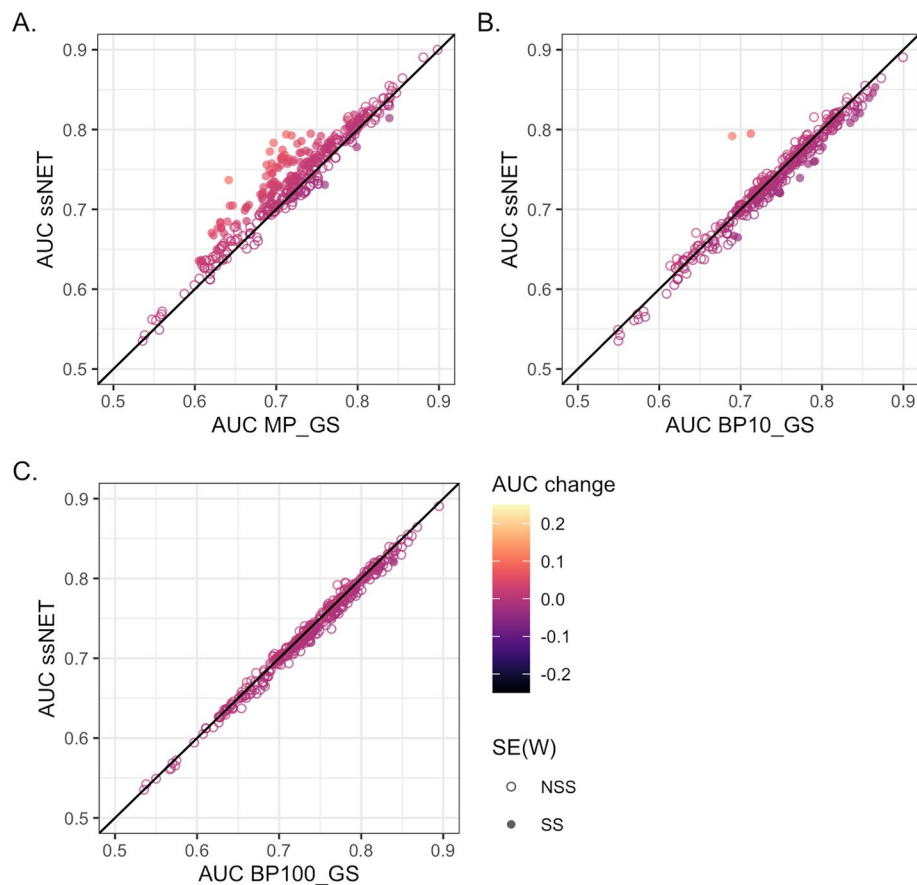 A.
0.9
0.8
0.7
0.6
0.5
AUC ssNET
0.5 0.6 0.7 0.8 0.9
AUC MP_GS
B.
0.9
0.8
0.7
0.6
0.5
AUC ssNET
0.5 0.6 0.7 0.8 0.9
AUC BP10_GS
C.
0.9
0.8
0.7
0.6
0.5
AUC ssNET
0.5 0.6 0.7 0.8 0.9
AUC BP100_GS
AUC change
0.2
0.1
0.0
-0.1
-0.2
SE(W)
NSS
SS